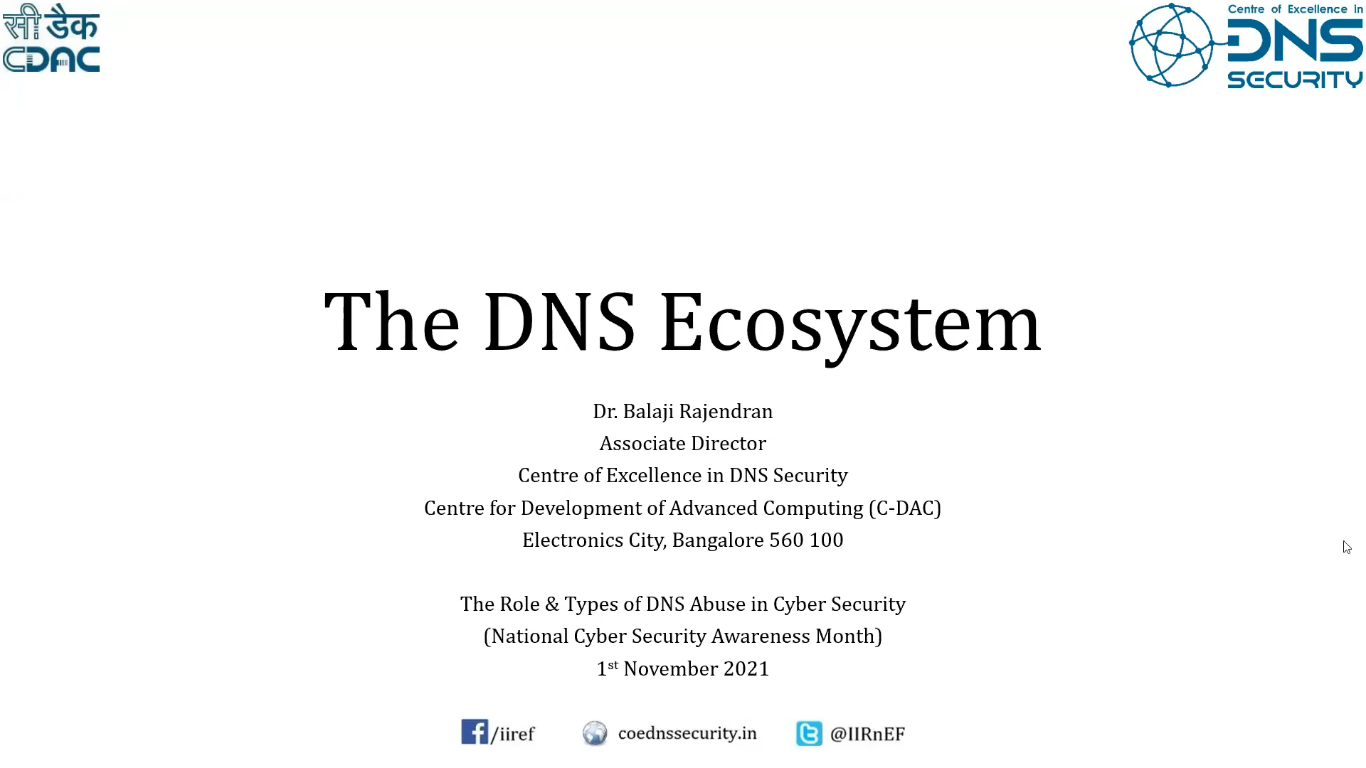 सी डैक
CDAC
Centre of Excellence in
DNS
SECURITY
The DNS Ecosystem
Dr. Balaji Rajendran
Associate Director
Centre of Excellence in DNS Security
Centre for Development of Advanced Computing (C-DAC)
Electronics City, Bangalore 560 100
The Role & Types of DNS Abuse in Cyber Security
(National Cyber Security Awareness Month)
1st November 2021
/iiref
coednssecurity.in
@IIRnEF